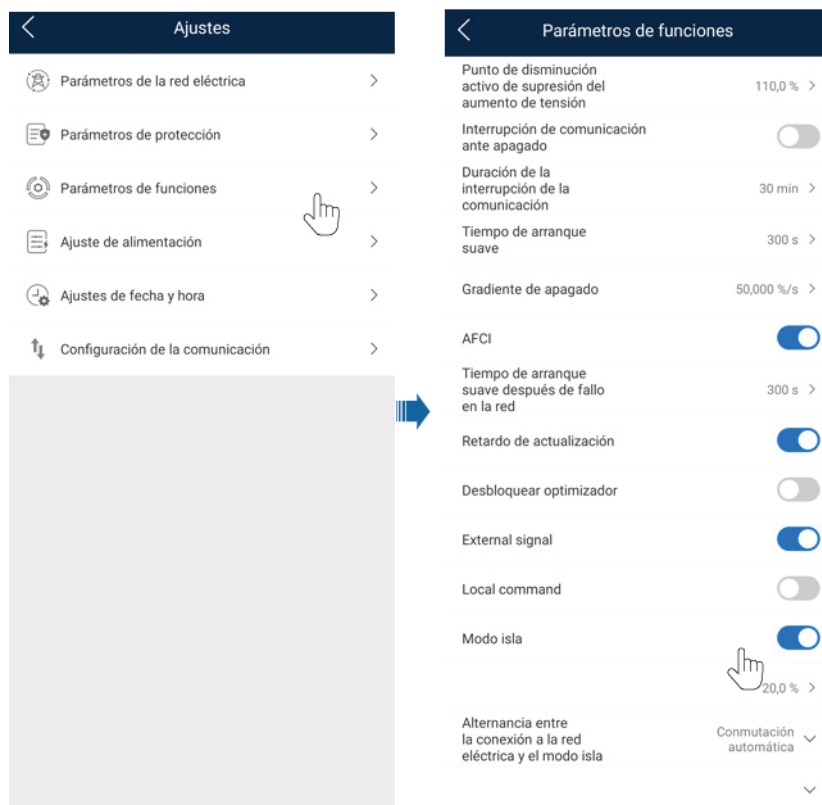 Ajustes
Parámetros de la red eléctrica
Parámetros de protección
Parámetros de funciones
Ajuste de alimentación
Ajustes de fecha y hora
Configuración de la comunicación
Parámetros de funciones
Punto de disminución
activo de supresión del
aumento de tensión
110,0 %
Interrupción de comunicación
ante apagado
Duración de la
interrupción de la
comunicación
30 min
Tiempo de arranque
suave
300 s
Gradiente de apagado
50,000 %/s
AFCI
Tiempo de arranque
suave después de fallo
en la red
300 s
Retardo de actualización
Desbloquear optimizador
External signal
Local command
Modo isla
20,0 %
Alternancia entre
la conexión a la red
eléctrica y el modo isla
Conmutación
automática